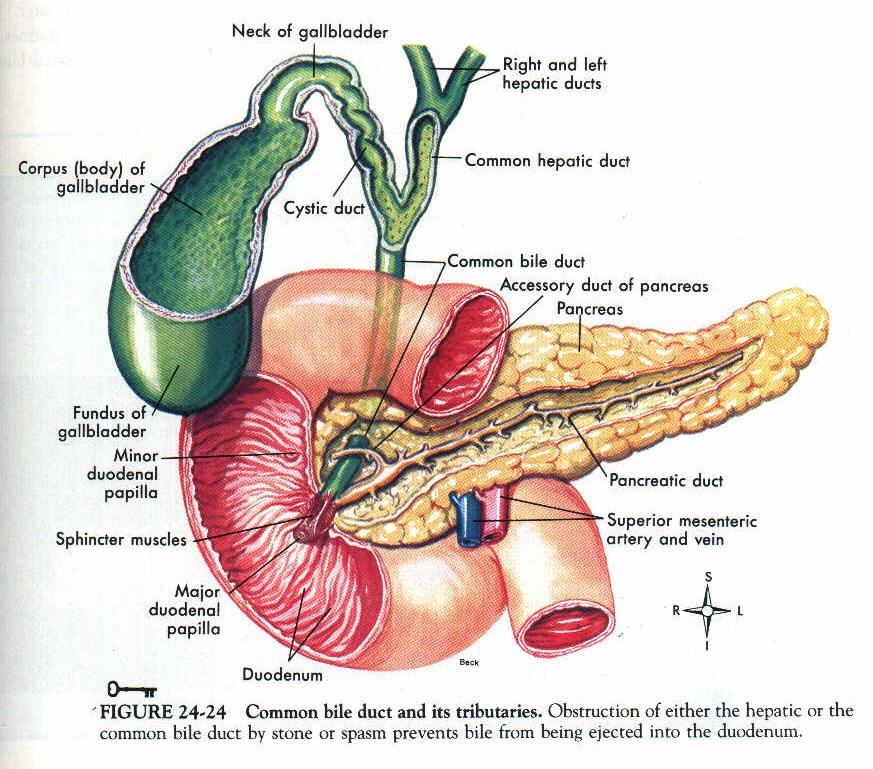 Neck of gallbladder
Right and left
hepatic ducts
Common hepatic duct
Corpus (body) of
gallbladder
Cystic duct
Common bile duct
Accessory duct of pancreas
Pancreas
Fundus of
gallbladder
Minor
duodenal
papilla
Pancreatic duct
Sphincter muscles
Superior mesenteric
artery and vein
Major
duodenal
papilla
S
R
L
I
Beck
Duodenum
FIGURE 24-24 Common bile duct and its tributaries. Obstruction of either the hepatic or the
common bile duct by stone or spasm prevents bile from being ejected into the duodenum.